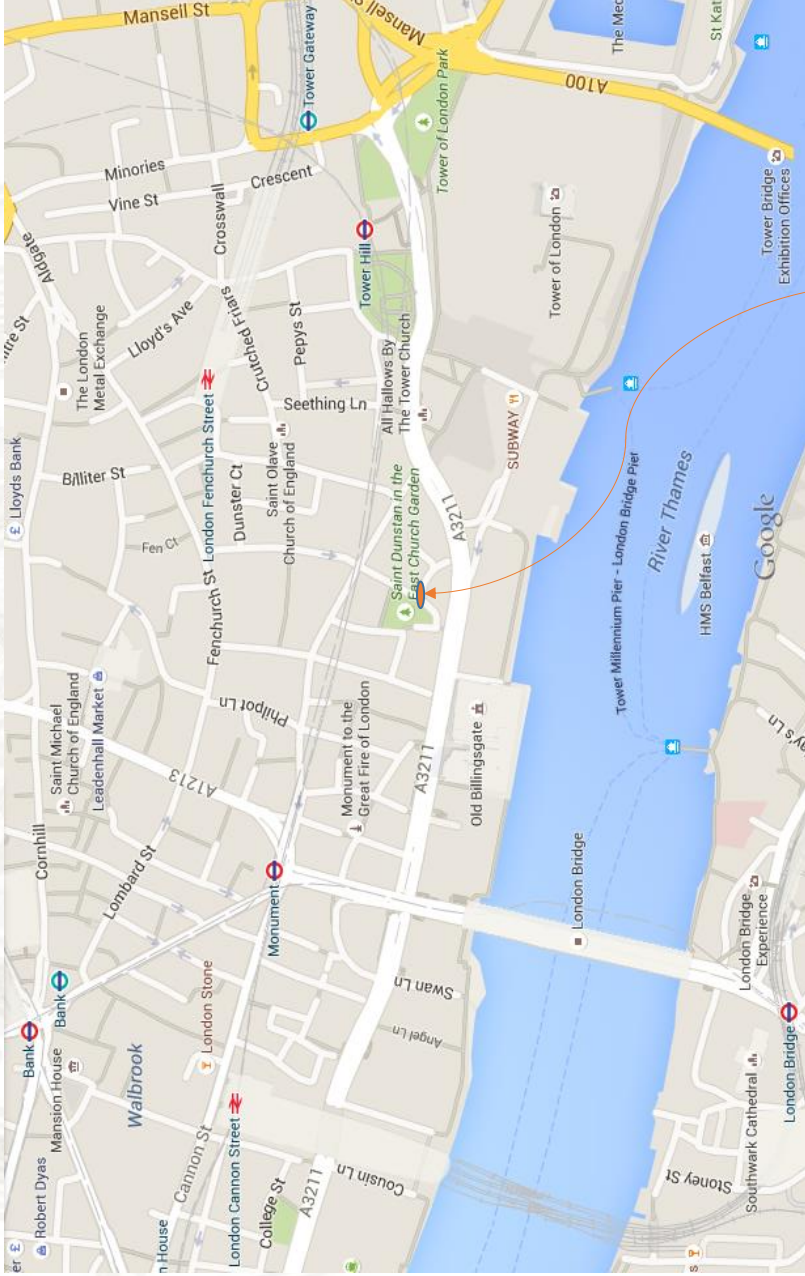 er
Robert Dyas
Bank
Mansion House
Bank
Cornhill
Saint Michael
Church of England
Leadenhall Market
Lloyds Bank
The London
Metal Exchange
Aldgate
Mansell St
Minories
Vine St
Walbrook
Lombard St
A1213
Billiter St
Fen Ct
Lloyd's Ave
Crosswall
Crescent
n House
Cannon St
London Stone
London Cannon Street
College St
Monument
Philpot Ln
Fenchurch St
London Fenchurch Street
Dunster Ct
Saint Olave
Church of England
Crutched Friars
Pepys St
Seething Ln
Tower Gateway
Mansell
A3211
Cousin Ln
Angel Ln
Swan Ln
Monument to the
Great Fire of London
A3211
Saint Dunstan in the
East Church Garden
All Hallows By
The Tower Church
Tower Hill
Tower of London Park
A3211
Old Billingsgate
SUBWAY
Tower of London
A100
The Med
St Kat
London Bridge
Tower Millennium Pier - London Bridge Pier
River Thames
HMS Belfast
Google
Tower Bridge
Exhibition Offices
Stoney St
Southwark Cathedral
London Bridge
London Bridge
Experience
ay's Ln